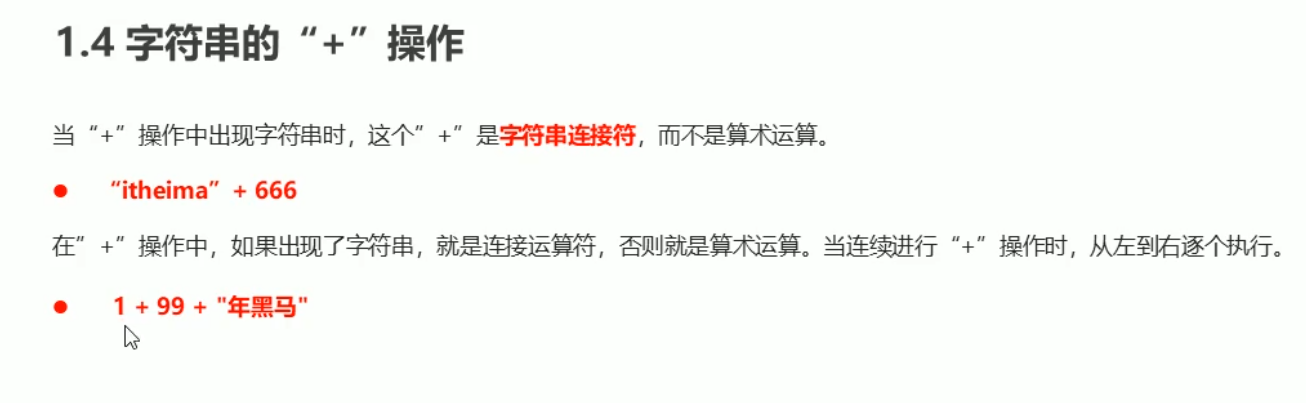 1.4 字符串的“+”操作
当“+”操作中出现字符串时，这个”+”是字符串连接符，而不是算术运算。
● “itheima”+ 666
在”+”操作中，如果出现了字符串，就是连接运算符，否则就是算术运算。当连续进行“+”操作时，从左到右逐个执行。
● 1 + 99 + "年黑马"